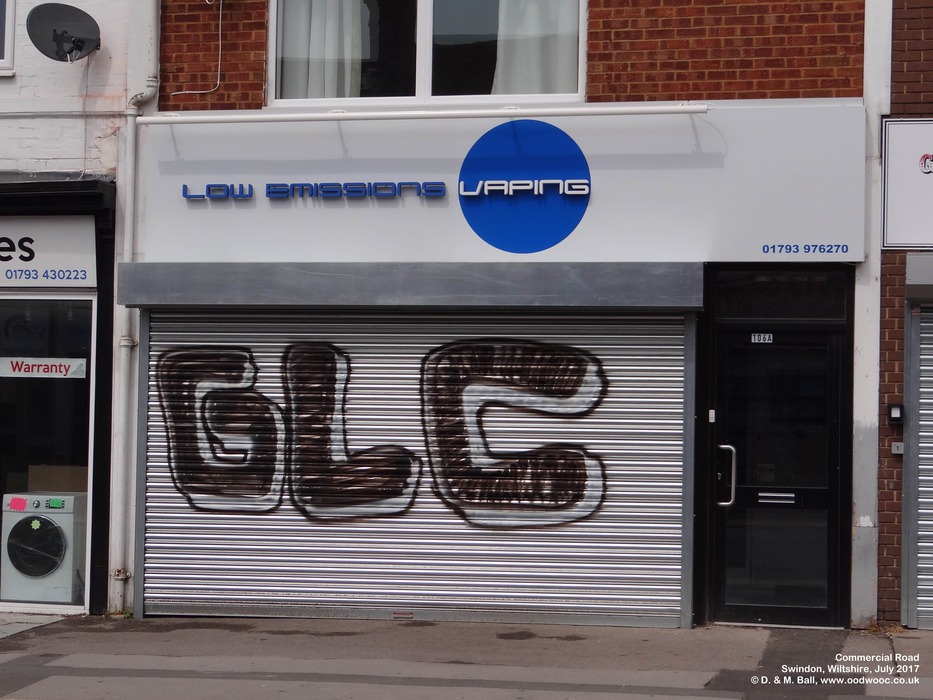 LOW EMISSIONS VAPING
01793 976270
es
01793 430223
Warranty
106A
GLC
Commercial Road
Swindon, Wiltshire, July 2017
© D. & M. Ball, www.oodwooc.co.uk